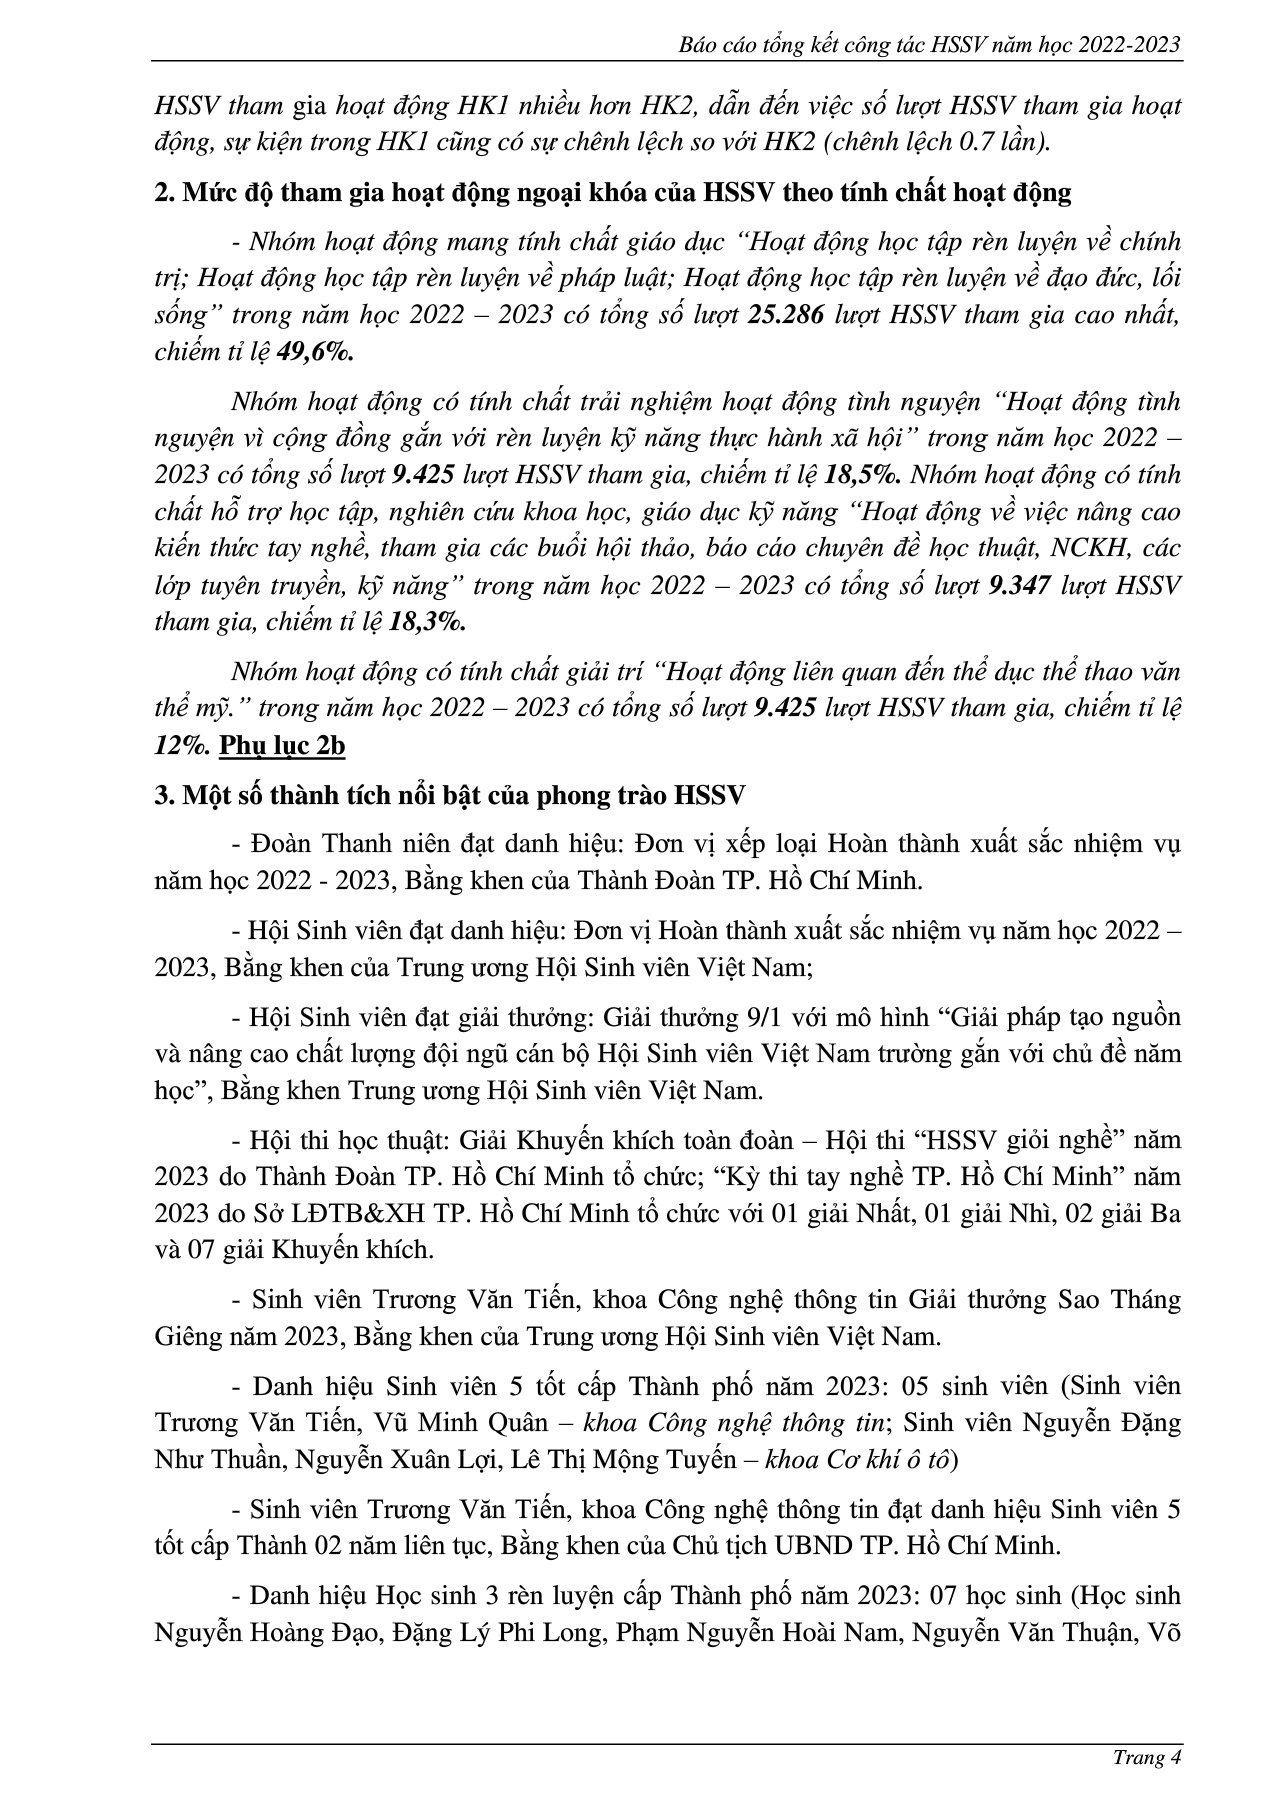 Báo cáo tổng kết công tác HSSV năm học 2022-2023
HSSV tham gia hoạt động HK1 nhiều hơn HK2, dẫn đến việc số lượt HSSV tham gia hoạt
động, sự kiện trong HK1 cũng có sự chênh lệch so với HK2 (chênh lệch 0.7 lần).
2. Mức độ tham gia hoạt động ngoại khóa của HSSV theo tính chất hoạt động
- Nhóm hoạt động mang tính chất giáo dục “Hoạt động học tập rèn luyện về chính
trị; Hoạt động học tập rèn luyện về pháp luật; Hoạt động học tập rèn luyện về đạo đức, lối
sống” trong năm học 2022 – 2023 có tổng số lượt 25.286 lượt HSSV tham gia cao nhất,
chiếm tỉ lệ 49,6%.
Nhóm hoạt động có tính chất trải nghiệm hoạt động tình nguyện “Hoạt động tình
nguyện vì cộng đồng gắn với rèn luyện kỹ năng thực hành xã hội” trong năm học 2022 –
2023 có tổng số lượt 9.425 lượt HSSV tham gia, chiếm tỉ lệ 18,5%. Nhóm hoạt động có tính
chất hỗ trợ học tập, nghiên cứu khoa học, giáo dục kỹ năng “Hoạt động về việc nâng cao
kiến thức tay nghề, tham gia các buổi hội thảo, báo cáo chuyên đề học thuật, NCKH, các
lớp tuyên truyền, kỹ năng” trong năm học 2022 – 2023 có tổng số lượt 9.347 lượt HSSV
tham gia, chiếm tỉ lệ 18,3%.
Nhóm hoạt động có tính chất giải trí “Hoạt động liên quan đến thể dục thể thao văn
thể mỹ.” trong năm học 2022 – 2023 có tổng số lượt 9.425 lượt HSSV tham gia, chiếm tỉ lệ
12%. Phụ lục 2b
3. Một số thành tích nổi bật của phong trào HSSV
- Đoàn Thanh niên đạt danh hiệu: Đơn vị xếp loại Hoàn thành xuất sắc nhiệm vụ
năm học 2022 - 2023, Bằng khen của Thành Đoàn TP. Hồ Chí Minh.
- Hội Sinh viên đạt danh hiệu: Đơn vị Hoàn thành xuất sắc nhiệm vụ năm học 2022 –
2023, Bằng khen của Trung ương Hội Sinh viên Việt Nam;
- Hội Sinh viên đạt giải thưởng: Giải thưởng 9/1 với mô hình “Giải pháp tạo nguồn
và nâng cao chất lượng đội ngũ cán bộ Hội Sinh viên Việt Nam trường gắn với chủ đề năm
học”, Bằng khen Trung ương Hội Sinh viên Việt Nam.
- Hội thi học thuật: Giải Khuyến khích toàn đoàn – Hội thi “HSSV giỏi nghề” năm
2023 do Thành Đoàn TP. Hồ Chí Minh tổ chức; “Kỳ thi tay nghề TP. Hồ Chí Minh” năm
2023 do Sở LĐTB&XH TP. Hồ Chí Minh tổ chức với 01 giải Nhất, 01 giải Nhì, 02 giải Ba
và 07 giải Khuyến khích.
- Sinh viên Trương Văn Tiến, khoa Công nghệ thông tin Giải thưởng Sao Tháng
Giêng năm 2023, Bằng khen của Trung ương Hội Sinh viên Việt Nam.
- Danh hiệu Sinh viên 5 tốt cấp Thành phố năm 2023: 05 sinh viên (Sinh viên
Trương Văn Tiến, Vũ Minh Quân – khoa Công nghệ thông tin; Sinh viên Nguyễn Đặng
Như Thuần, Nguyễn Xuân Lợi, Lê Thị Mộng Tuyến – khoa Cơ khí ô tô)
- Sinh viên Trương Văn Tiến, khoa Công nghệ thông tin đạt danh hiệu Sinh viên 5
tốt cấp Thành 02 năm liên tục, Bằng khen của Chủ tịch UBND TP. Hồ Chí Minh.
- Danh hiệu Học sinh 3 rèn luyện cấp Thành phố năm 2023: 07 học sinh (Học sinh
Nguyễn Hoàng Đạo, Đặng Lý Phi Long, Phạm Nguyễn Hoài Nam, Nguyễn Văn Thuận, Võ
Trang 4